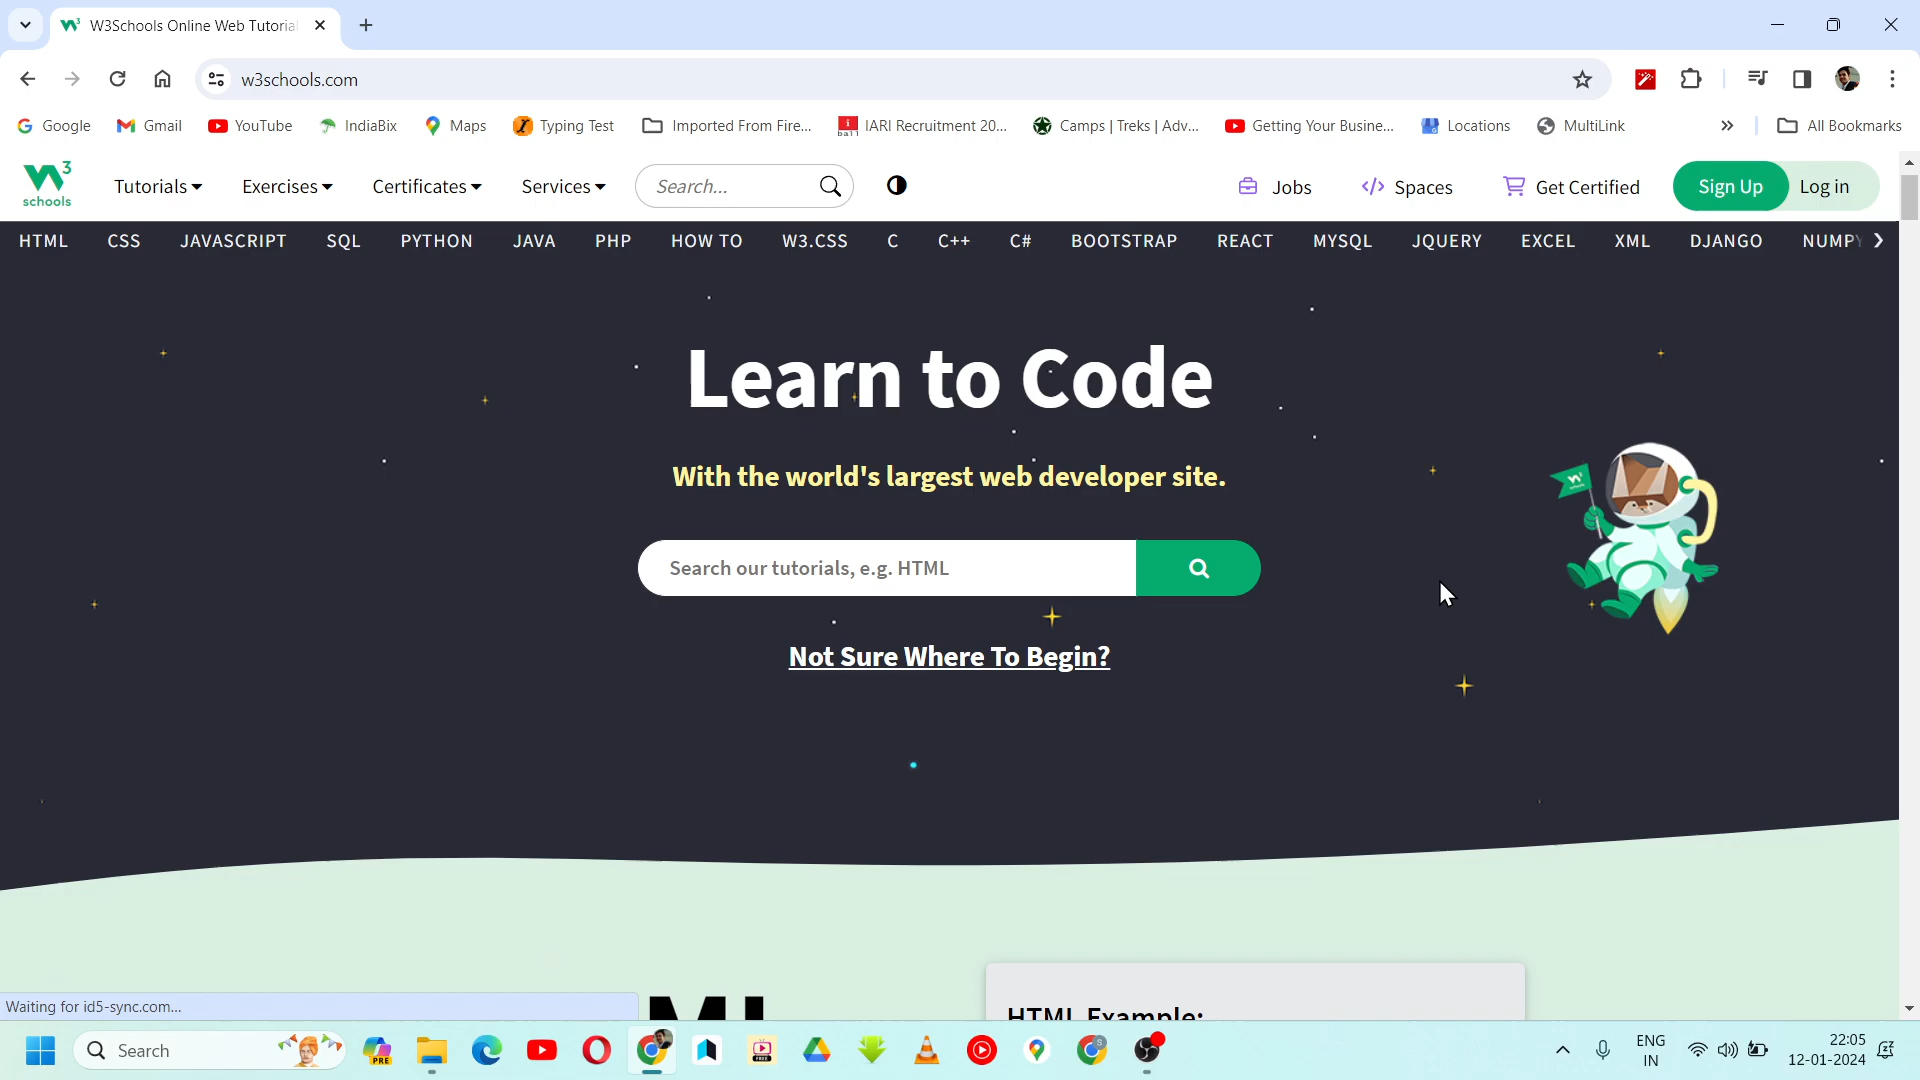 W3Schools Online Web Tutorial
w3schools.com
Google Gmail YouTube IndiaBix Maps Typing Test Imported From Fire... IARI Recruitment 20... Camps | Treks | Adv... Getting Your Busine... Locations MultiLink » All Bookmarks
W3 schools Tutorials Exercises Certificates Services Search... Jobs Spaces Get Certified Sign Up Log in
HTML CSS JAVASCRIPT SQL PYTHON JAVA PHP HOW TO W3.CSS C C++ C# BOOTSTRAP REACT MYSQL JQUERY EXCEL XML DJANGO NUMPY
Learn to Code
With the world's largest web developer site.
Search our tutorials, e.g. HTML
Not Sure Where To Begin?
HTML Example:
Waiting for id5-sync.com...
Search
PRE
ENG
IN
22:05
12-01-2024